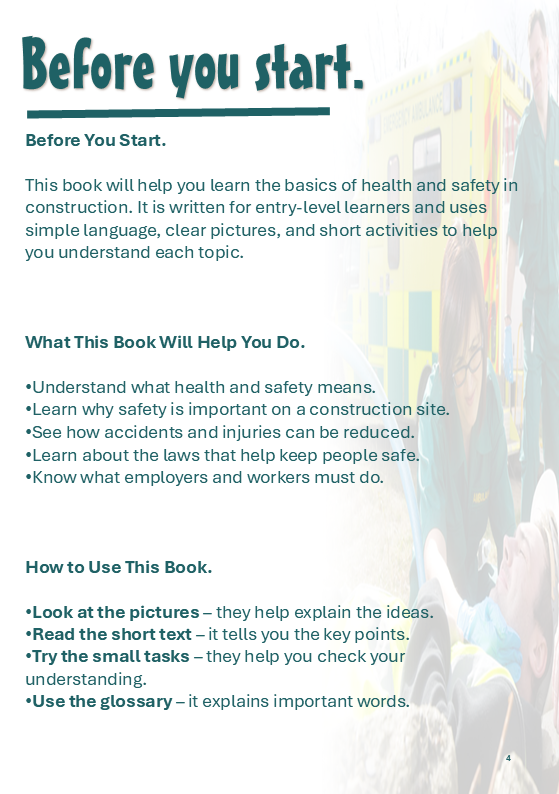 Before you start.
Before You Start.
This book will help you learn the basics of health and safety in
construction. It is written for entry-level learners and uses
simple language, clear pictures, and short activities to help
you understand each topic.
What This Book Will Help You Do.
•Understand what health and safety means.
•Learn why safety is important on a construction site.
•See how accidents and injuries can be reduced.
•Learn about the laws that help keep people safe.
•Know what employers and workers must do.
How to Use This Book.
•Look at the pictures – they help explain the ideas.
•Read the short text – it tells you the key points.
•Try the small tasks – they help you check your
understanding.
•Use the glossary – it explains important words.
4
EMERGENCY AMBULANCE